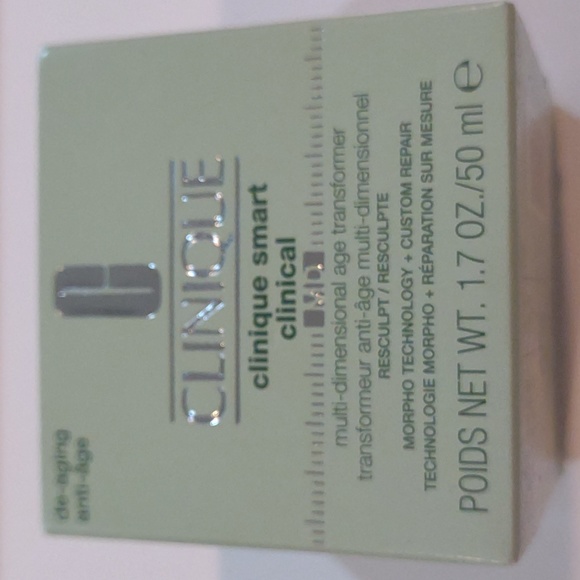 de-aging
anti-âge
CLINIQUE
clinique smart
clinical
MD
multi-dimensional age transformer
transformeur anti-âge multi-dimensionnel
RESCULPT / RESCULPTE
MORPHO TECHNOLOGY + CUSTOM REPAIR
TECHNOLOGIE MORPHO + RÉPARATION SUR MESURE
POIDS NET WT. 1.7 OZ./50 ml ℮